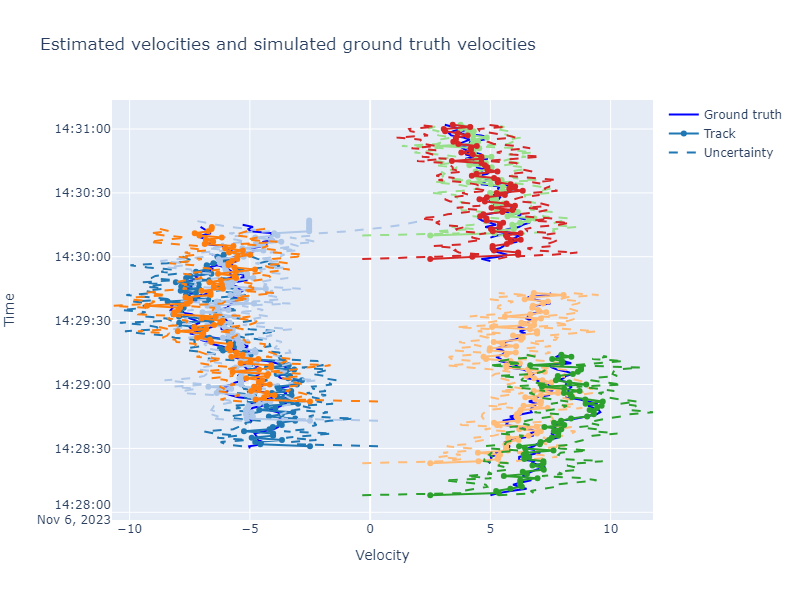 Estimated velocities and simulated ground truth velocities
Ground truth
Track
Uncertainty
14:31:00
14:30:30
14:30:00
14:29:30
14:29:00
14:28:30
14:28:00
Nov 6, 2023
Time
−10
−5
0
5
10
Velocity